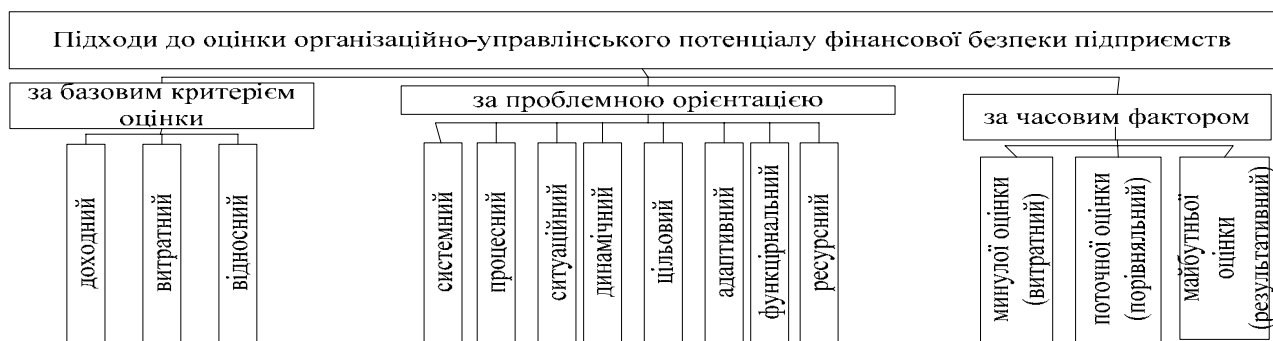 Підходи до оцінки організаційно-управлінського потенціалу фінансової безпеки підприємств
за базовим критерієм
оцінки
доходний
витратний
відносний
за проблемною орієнтацією
системний
процесний
ситуаційний
динамічний
цільовий
адаптивний
функцірнальний
ресурсний
за часовим фактором
минулої оцінки
(витратний)
поточної оцінки
(порівняльний)
майбутньої
оцінки
(результативний)